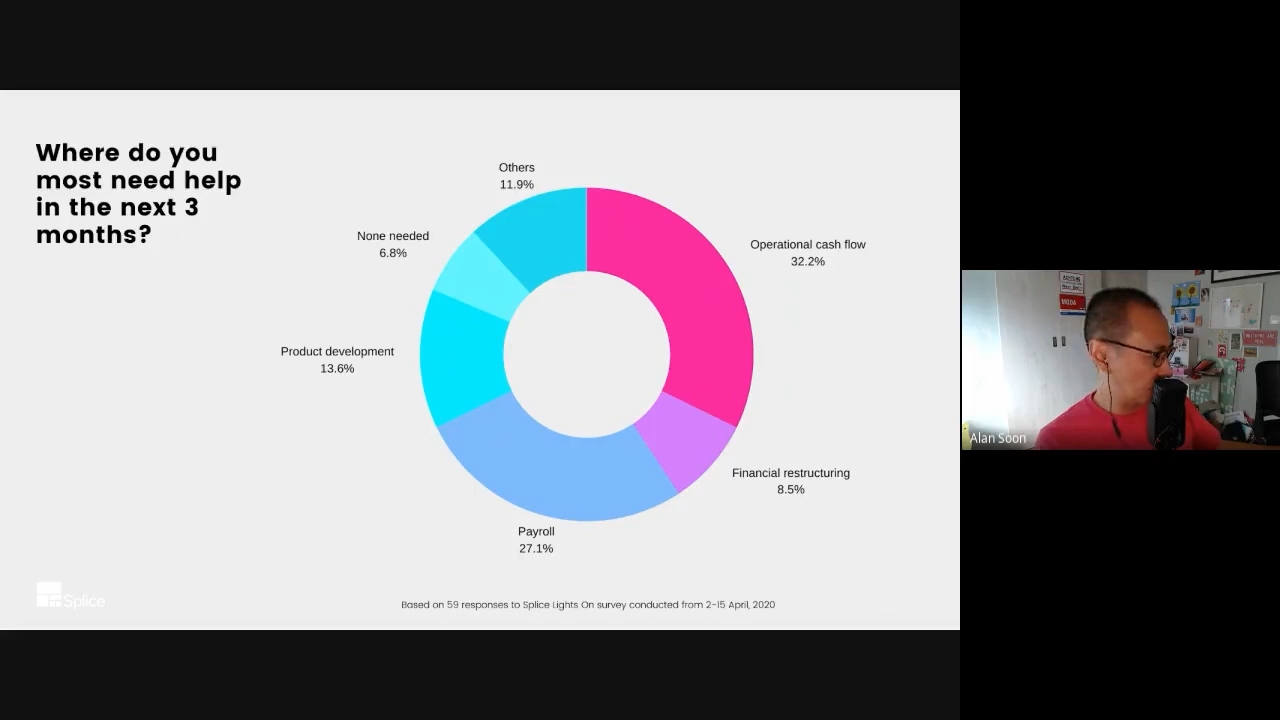 Where do you
most need help
in the next 3
months?
Others
11.9%
None needed
6.8%
Operational cash flow
32.2%
Product development
13.6%
Financial restructuring
8.5%
Payroll
27.1%
Splice
Based on 59 responses to Splice Lights On survey conducted from 2-15 April, 2020
MODA
Alan Soon